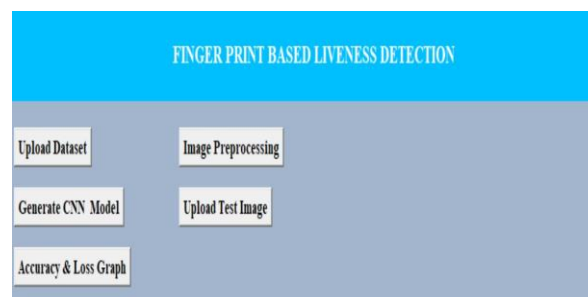 FINGER PRINT BASED LIVENESS DETECTION
Upload Dataset
Image Preprocessing
Generate CNN Model
Upload Test Image
Accuracy & Loss Graph